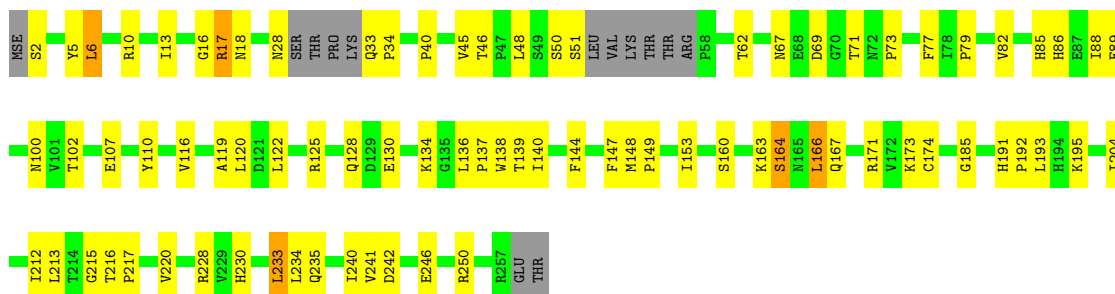 MSE S2 Y5 L6 R10 I13 G16 R17 N18 N28 SER THR PRO LYS Q33 P34 P40 V45 T46 P47 L48 S49 S50 S51 LEU VAL LYS THR THR ARG P58 T62 N67 E68 D69 G70 T71 N72 P73 F77 I78 P79 V82 H85 H86 E87 I88
N100 V101 T102 E107 Y110 V116 A119 L120 D121 L122 R125 Q128 D129 E130 K134 G135 L136 P137 W138 T139 I140 F144 F147 M148 P149 I153 S160 K163 S164 N165 L166 Q167 R171 V172 K173 C174 G185 H191 P192 L193 H194 K195
I212 L213 T214 G215 T216 P217 V220 R228 V229 H230 L233 L234 Q235 I240 V241 D242 E246 R250 R257 GLU THR